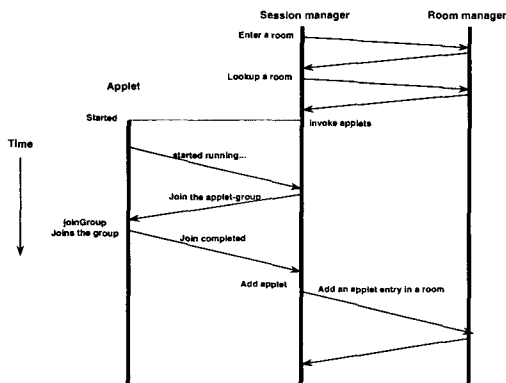 Session manager
Room manager
Enter a room
Lookup a room
Applet
Started
invoke applets
Time
started running...
Join the applet-group
joinGroup
Joins the group
Join completed
Add applet
Add an applet entry in a room